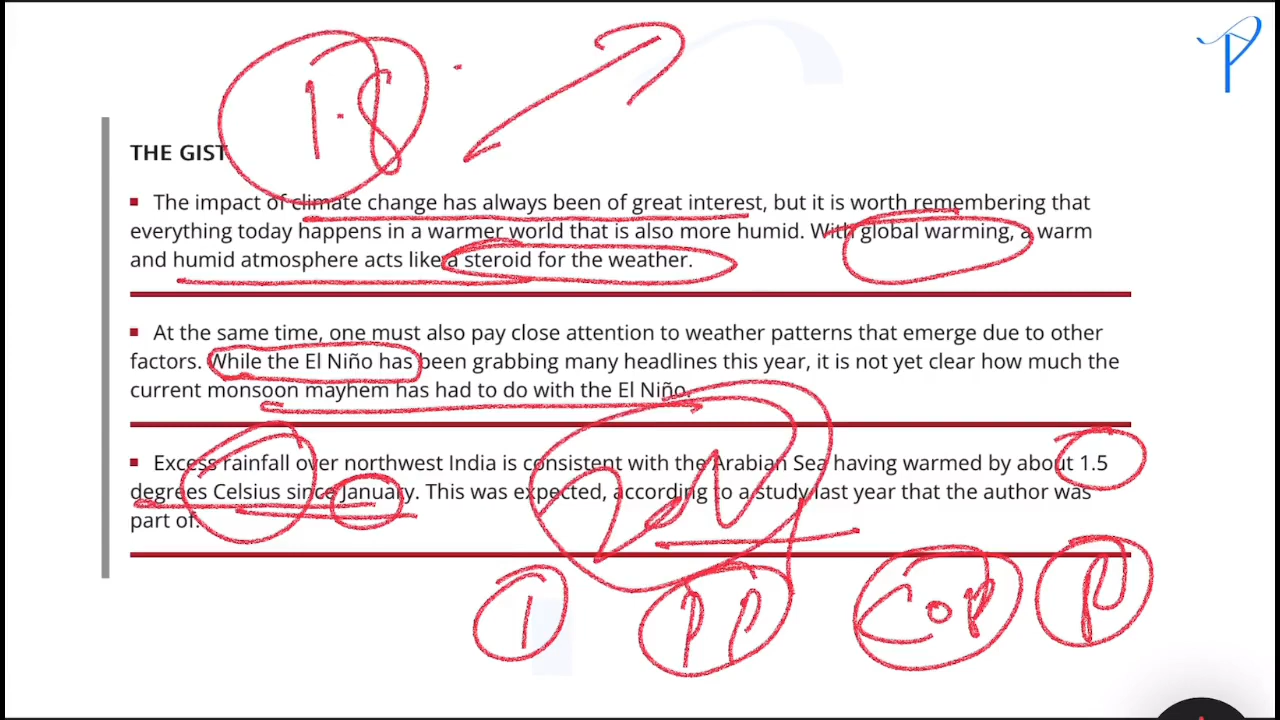 THE GIST
The impact of climate change has always been of great interest, but it is worth remembering that
everything today happens in a warmer world that is also more humid. With global warming, a warm
and humid atmosphere acts like a steroid for the weather.
At the same time, one must also pay close attention to weather patterns that emerge due to other
factors. While the El Niño has been grabbing many headlines this year, it is not yet clear how much the
current monsoon mayhem has had to do with the El Niño.
Excess rainfall over northwest India is consistent with the Arabian Sea having warmed by about 1.5
degrees Celsius since January. This was expected, according to a study last year that the author was
part of.